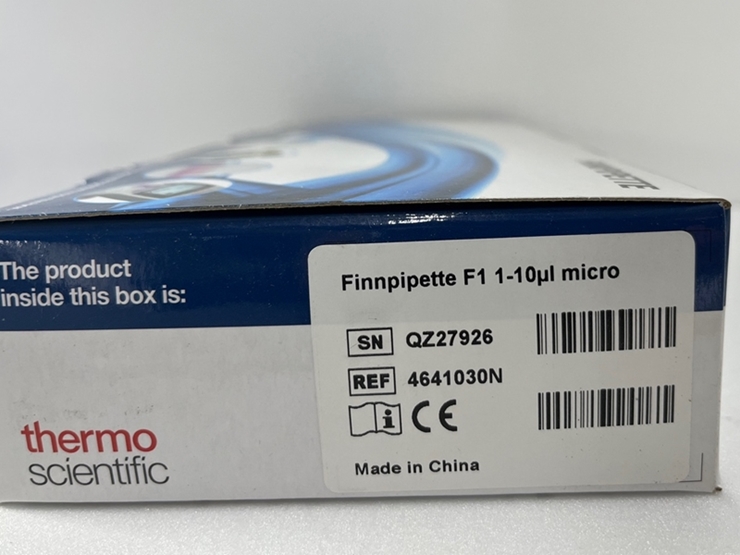 The product
inside this box is:
Finnpipette F1 1-10µl micro
SN QZ27926
REF 4641030N
i CE
Made in China
thermo
scientific